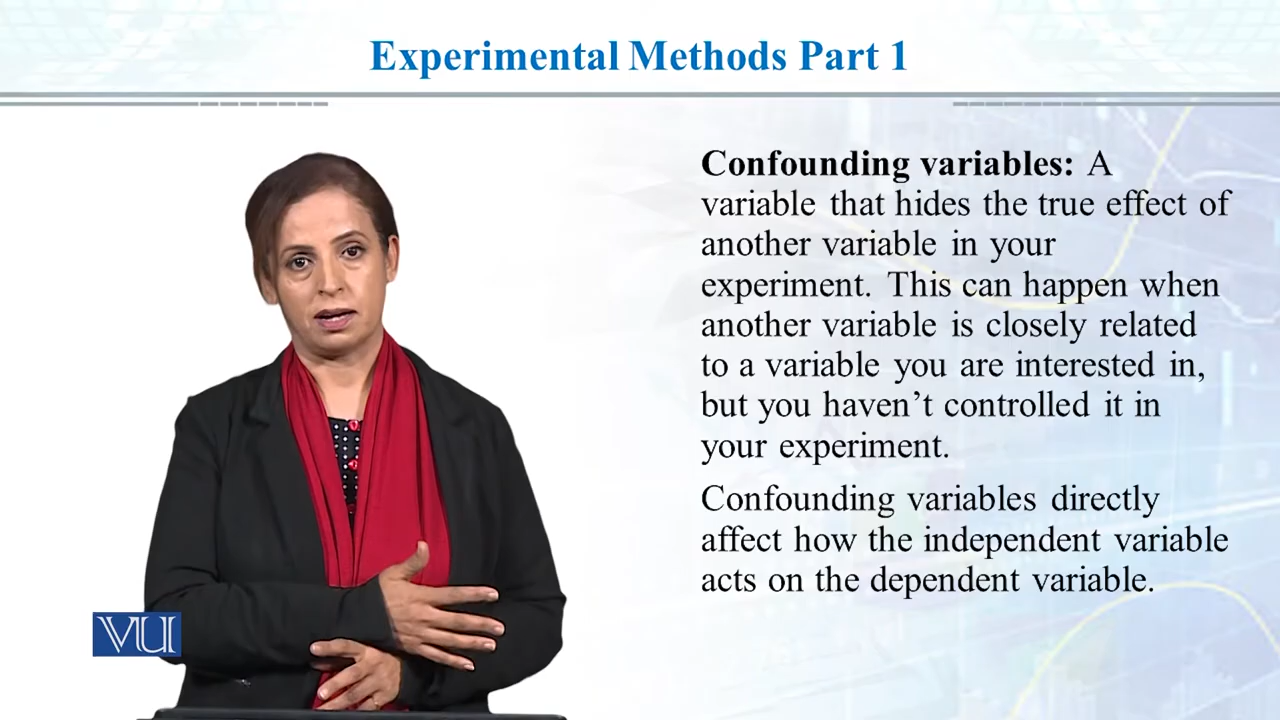 Experimental Methods Part 1
Confounding variables: A
variable that hides the true effect of
another variable in your
experiment. This can happen when
another variable is closely related
to a variable you are interested in,
but you haven’t controlled it in
your experiment.
Confounding variables directly
affect how the independent variable
acts on the dependent variable.
VU